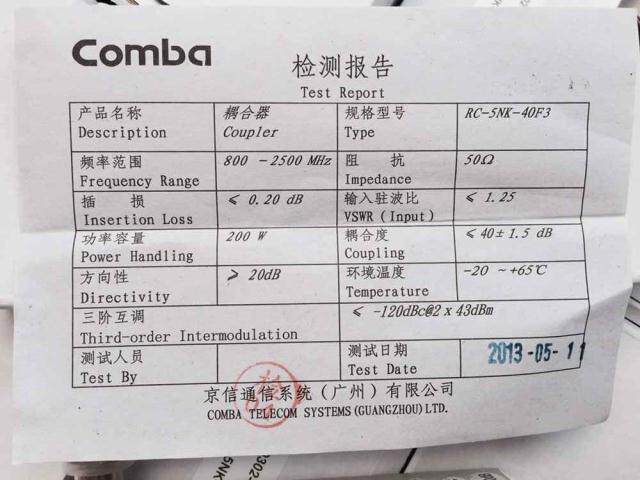 Comba
检测报告
Test Report
产品名称 耦合器 规格型号 RC-5NK-40F3
Description Coupler Type
频率范围 800 -2500 MHz 阻 抗 50Ω
Frequency Range Impedance
插 损 ≤ 0.20 dB 输入驻波比 ≤ 1.25
Insertion Loss VSWR (Input)
功率容量 200 W 耦合度 ≤ 40± 1.5 dB
Power Handling Coupling
方向性 ≥ 20dB 环境温度 -20 ~+65℃
Directivity Temperature
三阶互调 ≤ -120dBc@2 x 43dBm
Third-order Intermodulation
测试人员 测试日期 2013-05-11
Test By Test Date
京信通信系统(广州)有限公司
COMBA TELECOM SYSTEMS(GUANGZHOU)LTD.